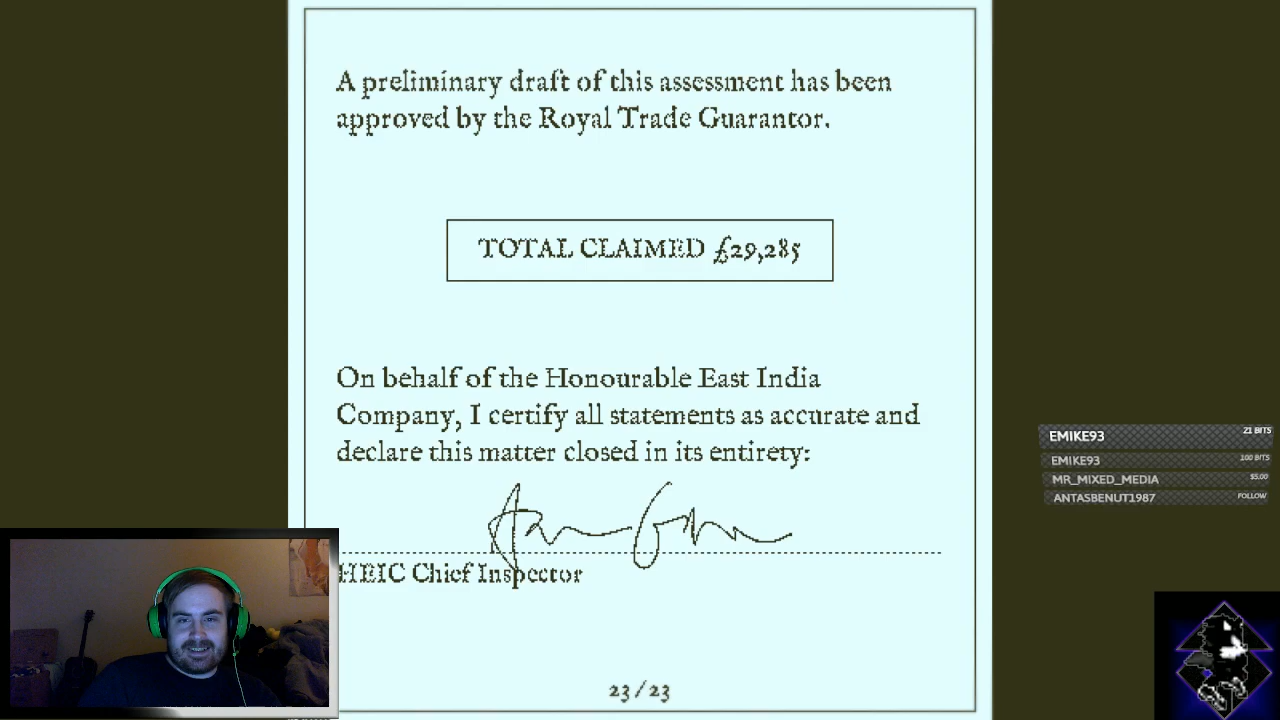 A preliminary draft of this assessment has been
approved by the Royal Trade Guarantor.
TOTAL CLAIMED £29,285
On behalf of the Honourable East India
Company, I certify all statements as accurate and
declare this matter closed in its entirety:
HEIC Chief Inspector
23/23
EMIKE93 21 BITS
EMIKE93 100 BITS
MR_MIXED_MEDIA $5.00
ANTASBENUT1987 FOLLOW